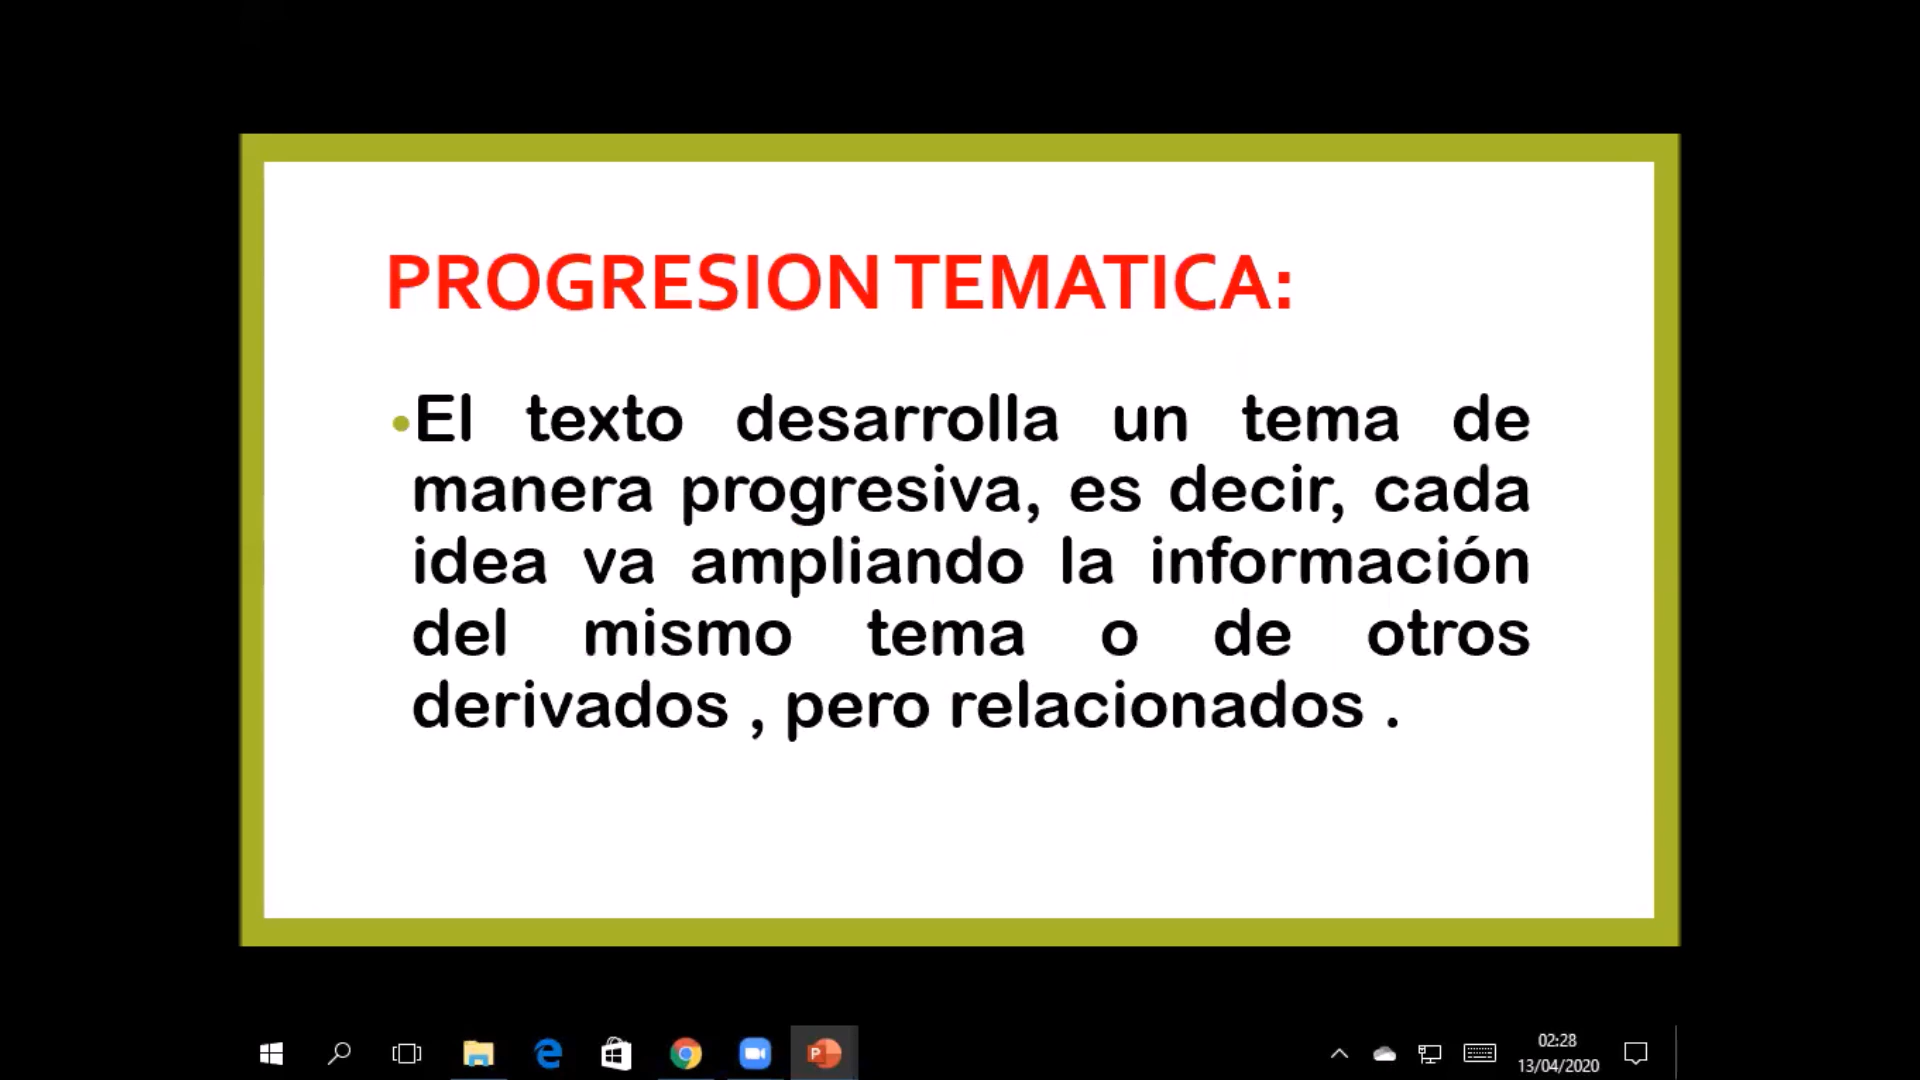 PROGRESION TEMATICA:
•El texto desarrolla un tema de
manera progresiva, es decir, cada
idea va ampliando la información
del mismo tema o de otros
derivados , pero relacionados .
02:28
13/04/2020